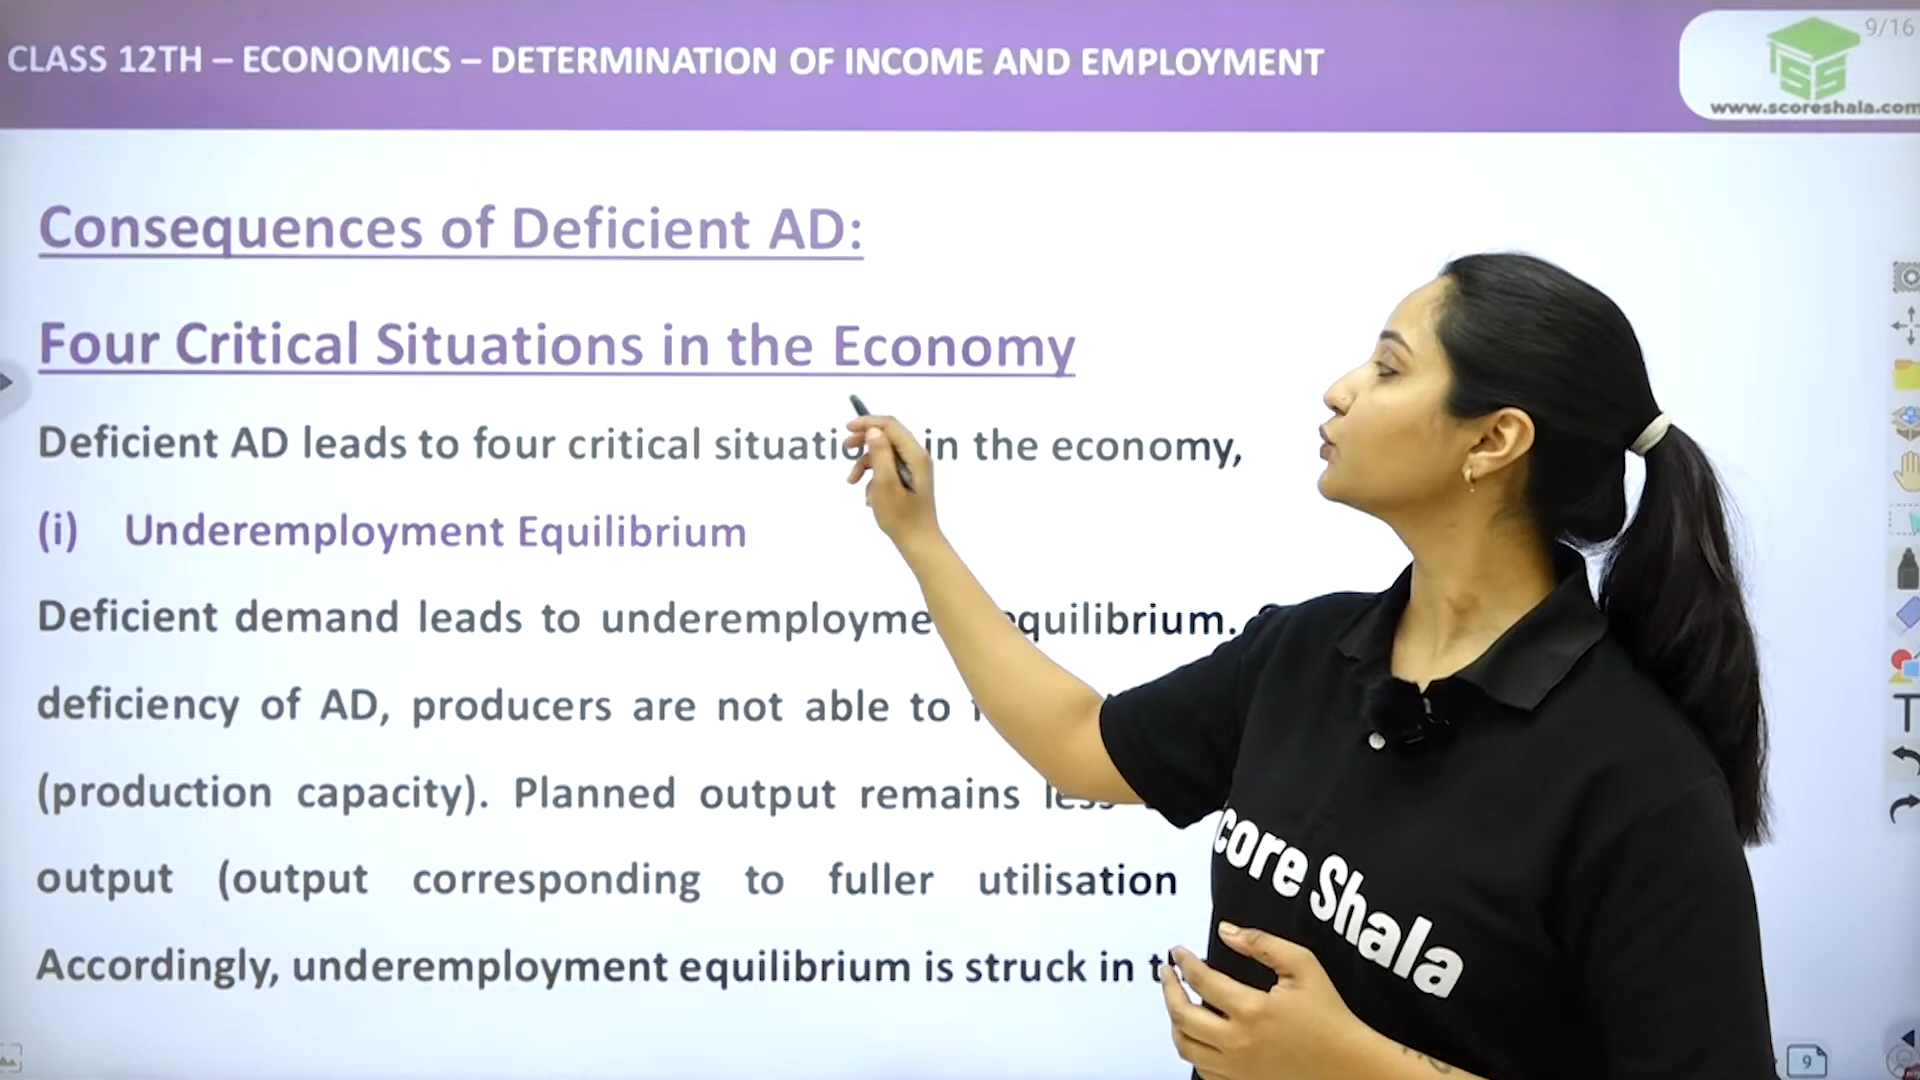 CLASS 12TH – ECONOMICS – DETERMINATION OF INCOME AND EMPLOYMENT
9/16
SS
www.scoreshala.com
Consequences of Deficient AD:
Four Critical Situations in the Economy
Deficient AD leads to four critical in the economy,
(i) Underemployment Equilibrium
Deficient demand leads to
deficiency of AD, producers are not able to
(production capacity). Planned output remains
output (output corresponding to fuller utilisation
Accordingly, underemployment equilibrium is struck in
core Shala
T
9